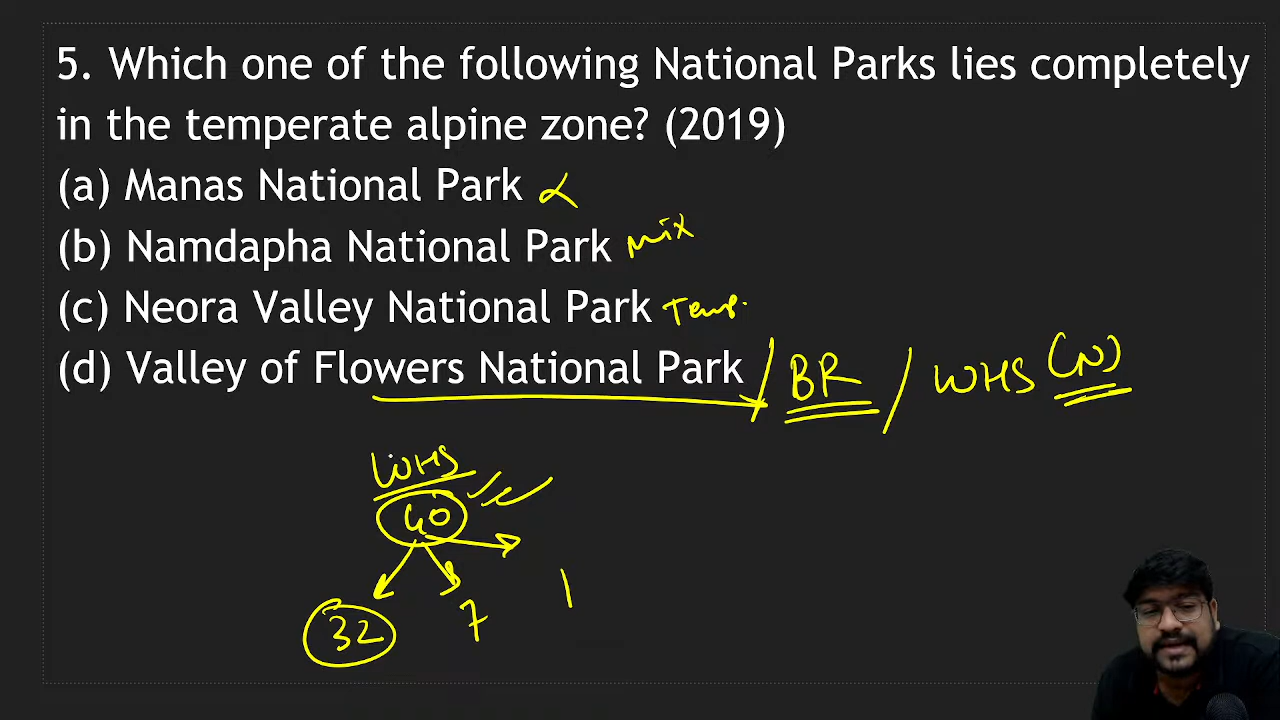 5. Which one of the following National Parks lies completely
in the temperate alpine zone? (2019)
(a) Manas National Park
(b) Namdapha National Park mix
(c) Neora Valley National Park Temp.
(d) Valley of Flowers National Park / BR / WHS (N)
WHS
40
32 7 1